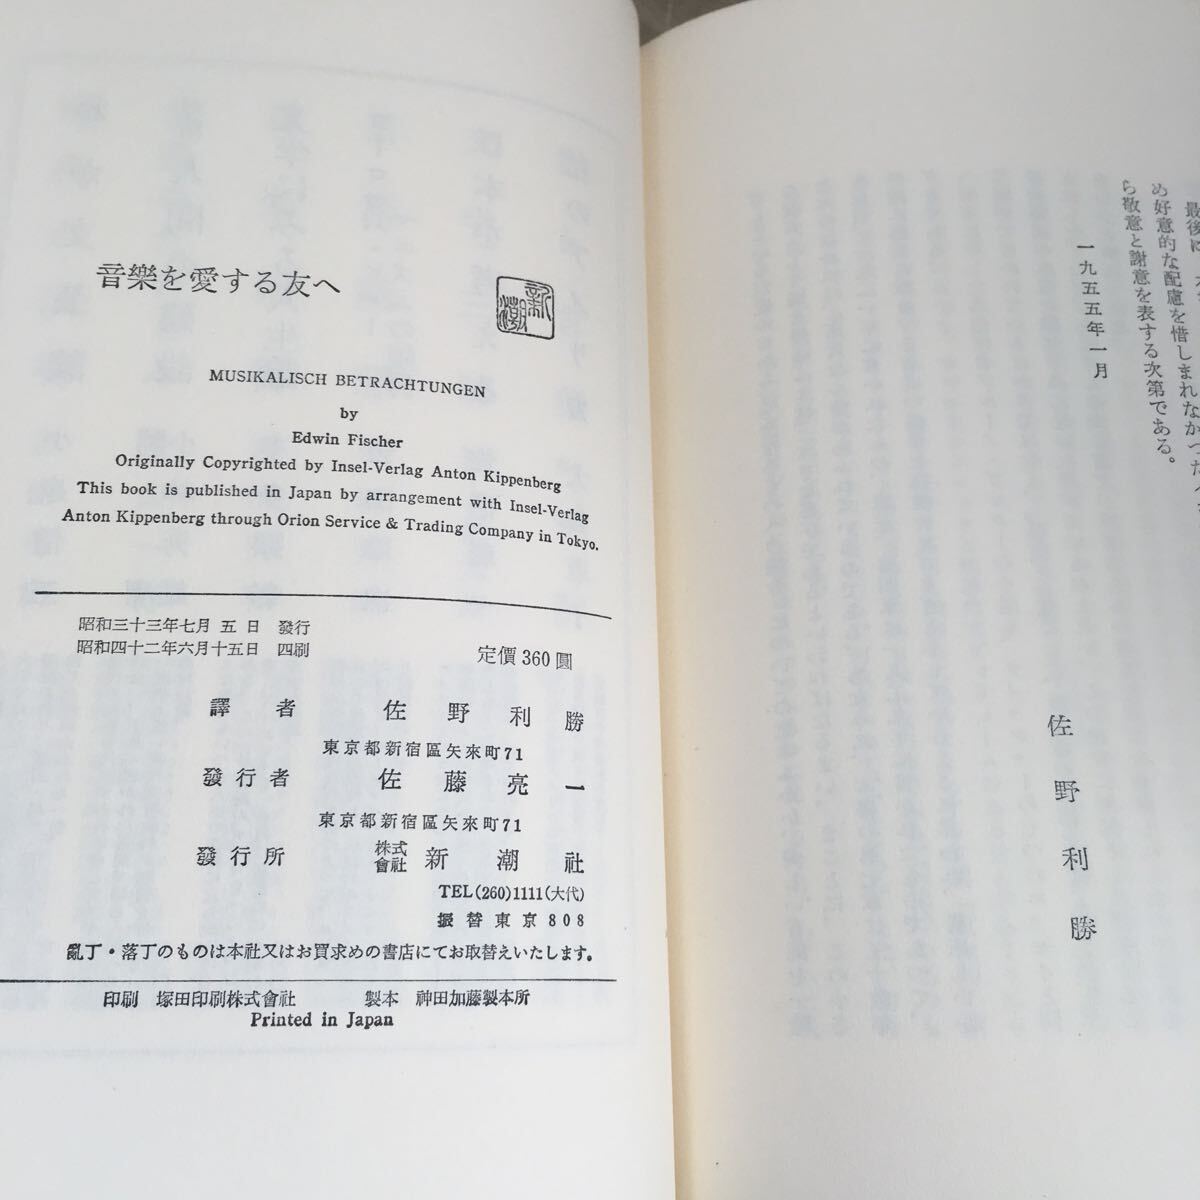 音樂を愛する友へ
新潮
MUSIKALISCH BETRACHTUNGEN
by
Edwin Fischer
Originally Copyrighted by Insel-Verlag Anton Kippenberg
This book is published in Japan by arrangement with Insel-Verlag
Anton Kippenberg through Orion Service & Trading Company in Tokyo.
昭和三十三年七月 五 日 發行
昭和四十二年六月十五日 四刷
定價 360 圓
譯者 佐野利勝
東京都新宿區矢來町71
發行者 佐藤亮一
東京都新宿區矢來町71
發行所 株式會社 新潮社
TEL(260)1111(大代)
振替東京808
亂丁・落丁のものは本社又はお買求めの書店にてお取替えいたします。
印刷 塚田印刷株式會社 製本 神田加藤製本所
Printed in Japan
最後に
め好意的な配慮を惜しまれなかった
ら敬意と謝意を表する次第である。
一九五五年一月
佐野利勝